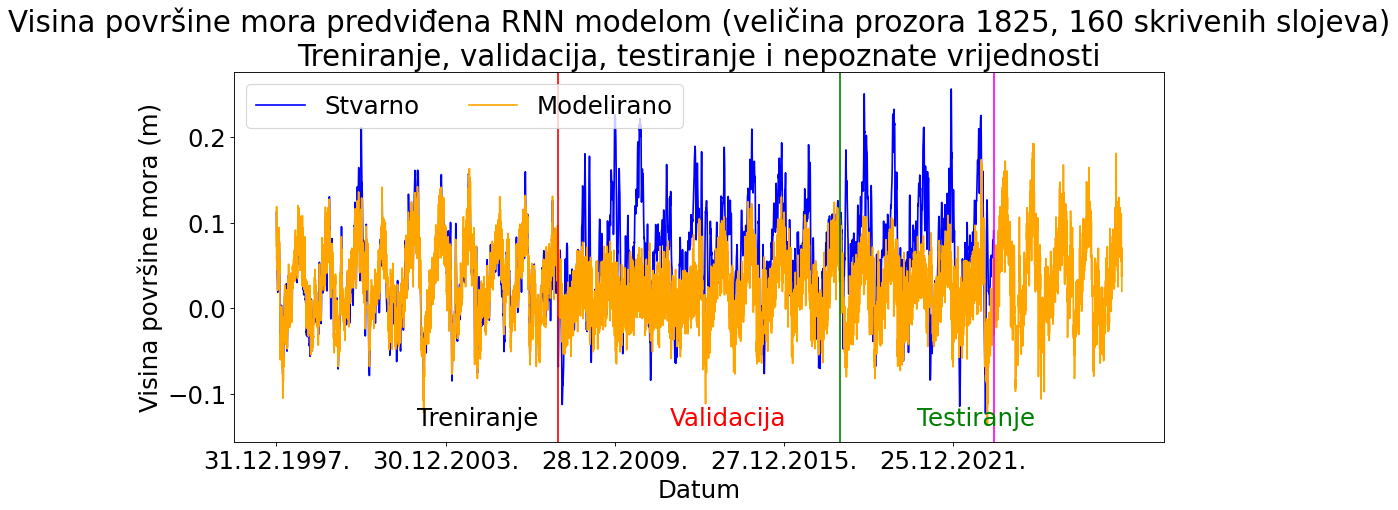 Visina površine mora predviđena RNN modelom (veličina prozora 1825, 160 skrivenih slojeva)
Treniranje, validacija, testiranje i nepoznate vrijednosti
Stvarno Modelirano
Visina površine mora (m)
0.2
0.1
0.0
−0.1
Treniranje Validacija Testiranje
31.12.1997. 30.12.2003. 28.12.2009. 27.12.2015. 25.12.2021.
Datum